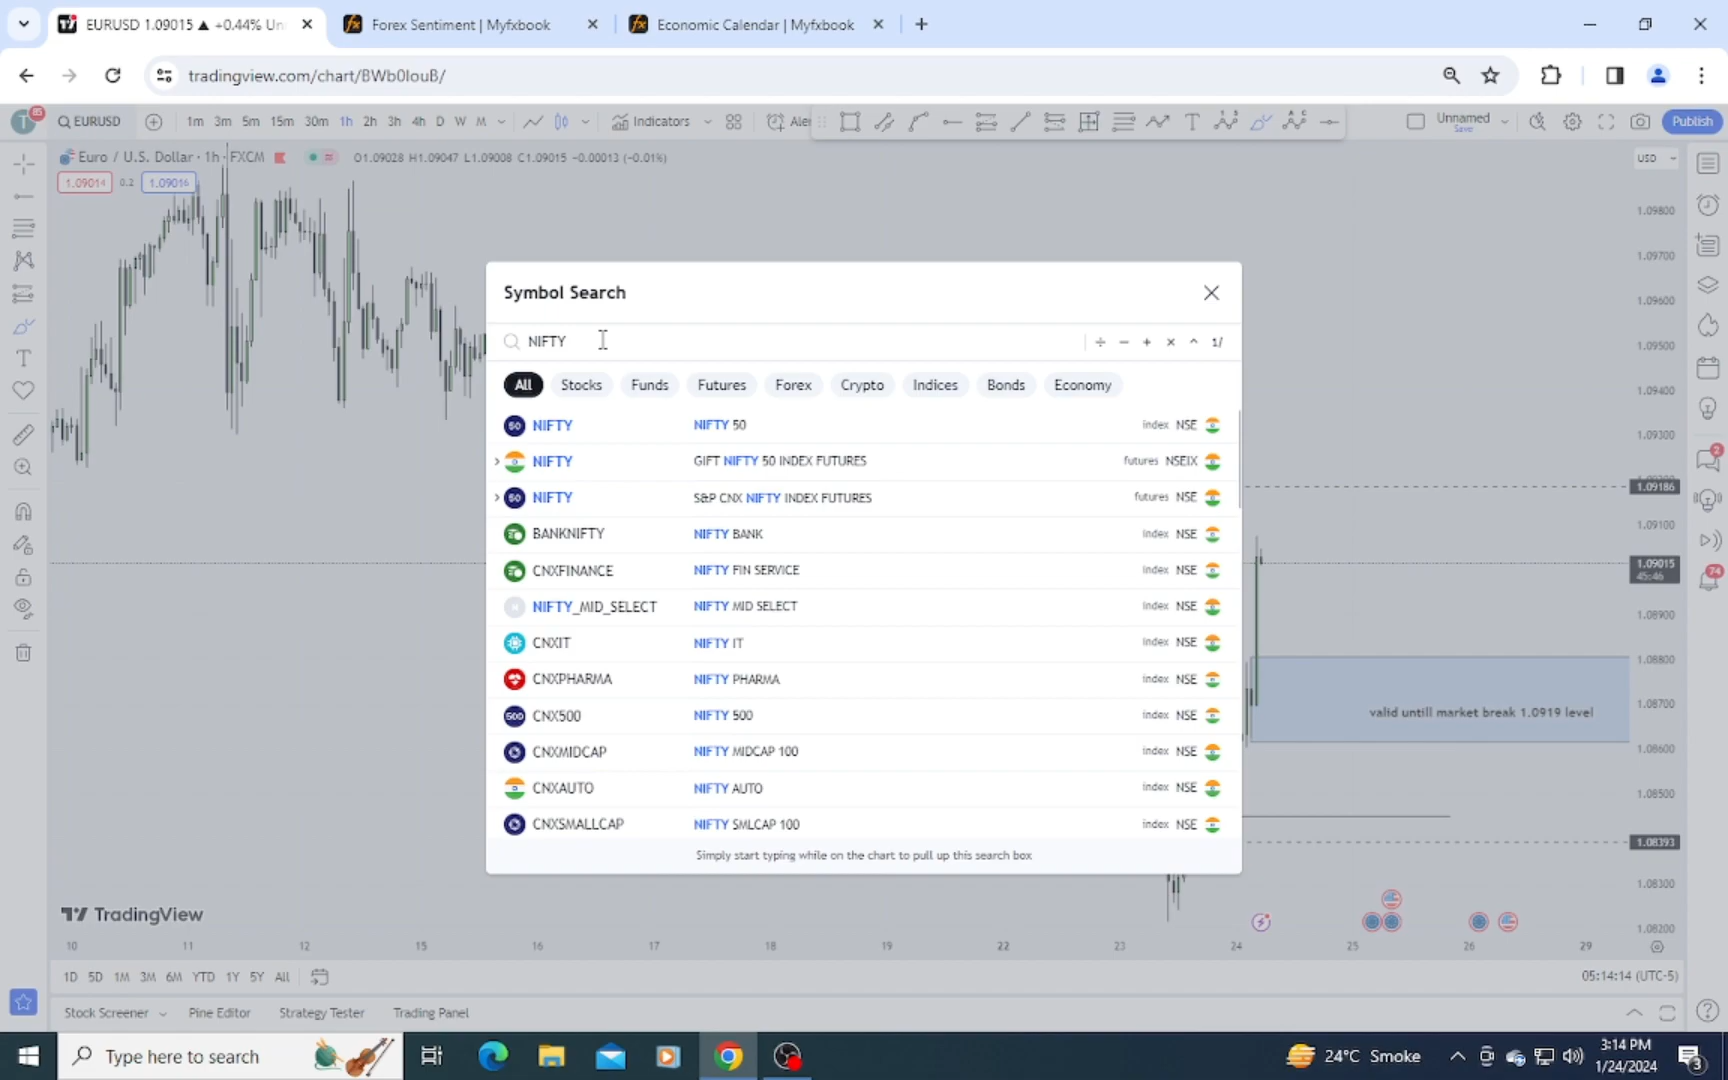 EURUSD 1.09015 ▲ +0.44% Un
Forex Sentiment | Myfxbook
Economic Calendar | Myfxbook
tradingview.com/chart/BWb0IouB/
T 85
EURUSD
1m 3m 5m 15m 30m 1h 2h 3h 4h D W M
Indicators
Aler
Unnamed
Save
Publish
Euro / U.S. Dollar · 1h · FXCM
O1.09028 H1.09047 L1.09008 C1.09015 −0.00013 (−0.01%)
USD
1.09014 0.2 1.09016
1.09800
1.09700
1.09600
1.09500
1.09400
1.09300
1.09186
1.09100
1.09015
45:46
1.08900
1.08800
1.08700
1.08600
1.08500
1.08393
1.08300
1.08200
Symbol Search
NIFTY
÷ − + × ^ 1/
All Stocks Funds Futures Forex Crypto Indices Bonds Economy
50 NIFTY NIFTY 50 index NSE
NIFTY GIFT NIFTY 50 INDEX FUTURES futures NSEIX
50 NIFTY S&P CNX NIFTY INDEX FUTURES futures NSE
BANKNIFTY NIFTY BANK index NSE
CNXFINANCE NIFTY FIN SERVICE index NSE
NIFTY_MID_SELECT NIFTY MID SELECT index NSE
CNXIT NIFTY IT index NSE
CNXPHARMA NIFTY PHARMA index NSE
500 CNX500 NIFTY 500 index NSE
CNXMIDCAP NIFTY MIDCAP 100 index NSE
CNXAUTO NIFTY AUTO index NSE
CNXSMALLCAP NIFTY SMLCAP 100 index NSE
Simply start typing while on the chart to pull up this search box
valid untill market break 1.0919 level
2
74
TradingView
10 11 12 15 16 17 18 19 22 23 24 25 26 29
1D 5D 1M 3M 6M YTD 1Y 5Y All
05:14:14 (UTC-5)
Stock Screener Pine Editor Strategy Tester Trading Panel
Type here to search
24°C Smoke
3:14 PM
1/24/2024
3